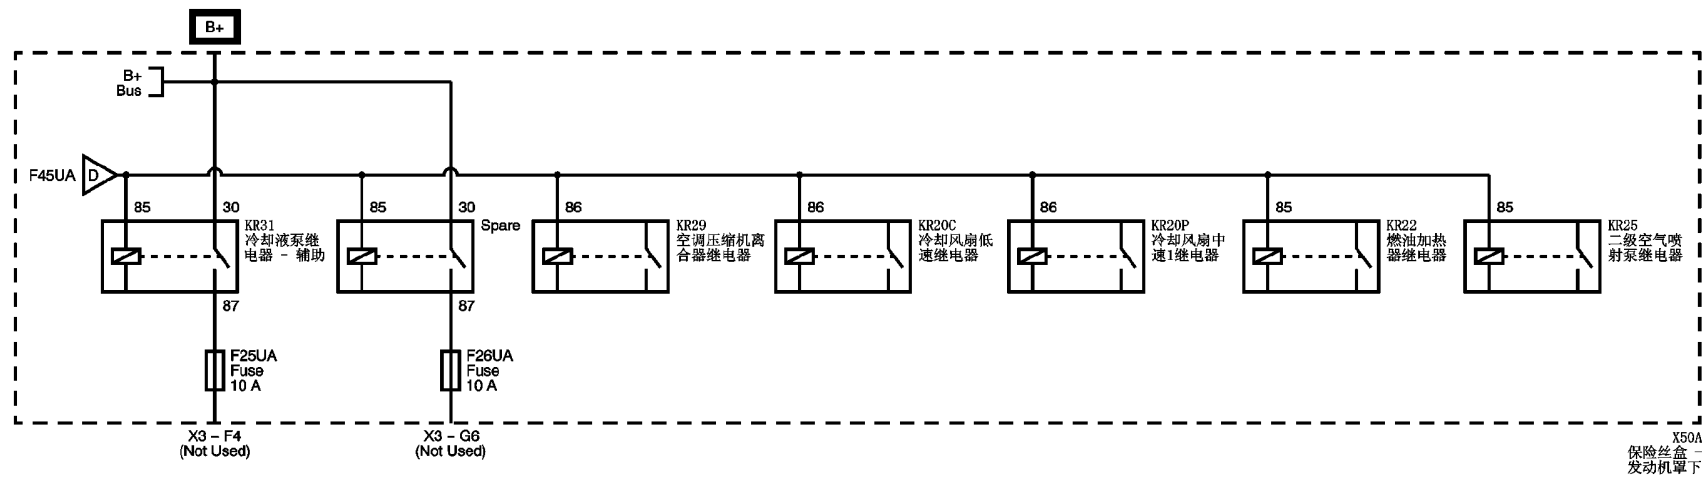 B+
B+
Bus
F45UA
D
85
30
85
30
86
86
86
85
85
KR31
冷却液泵继
电器 - 辅助
Spare
KR29
空调压缩机离
合器继电器
KR20C
冷却风扇低
速继电器
KR20P
冷却风扇中
速1继电器
KR22
燃油加热
器继电器
KR25
二级空气喷
射泵继电器
87
87
F25UA
Fuse
10 A
F26UA
Fuse
10 A
X3 - F4
(Not Used)
X3 - G6
(Not Used)
X50A
保险丝盒 -
发动机罩下